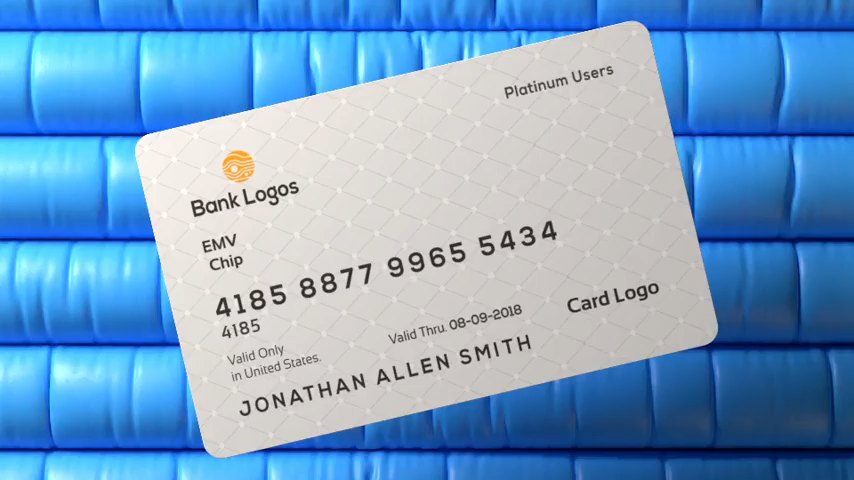 Platinum Users
Bank Logos
EMV
Chip
4185 8877 9965 5434
4185
Valid Only
in United States.
Valid Thru. 08-09-2018
Card Logo
JONATHAN ALLEN SMITH